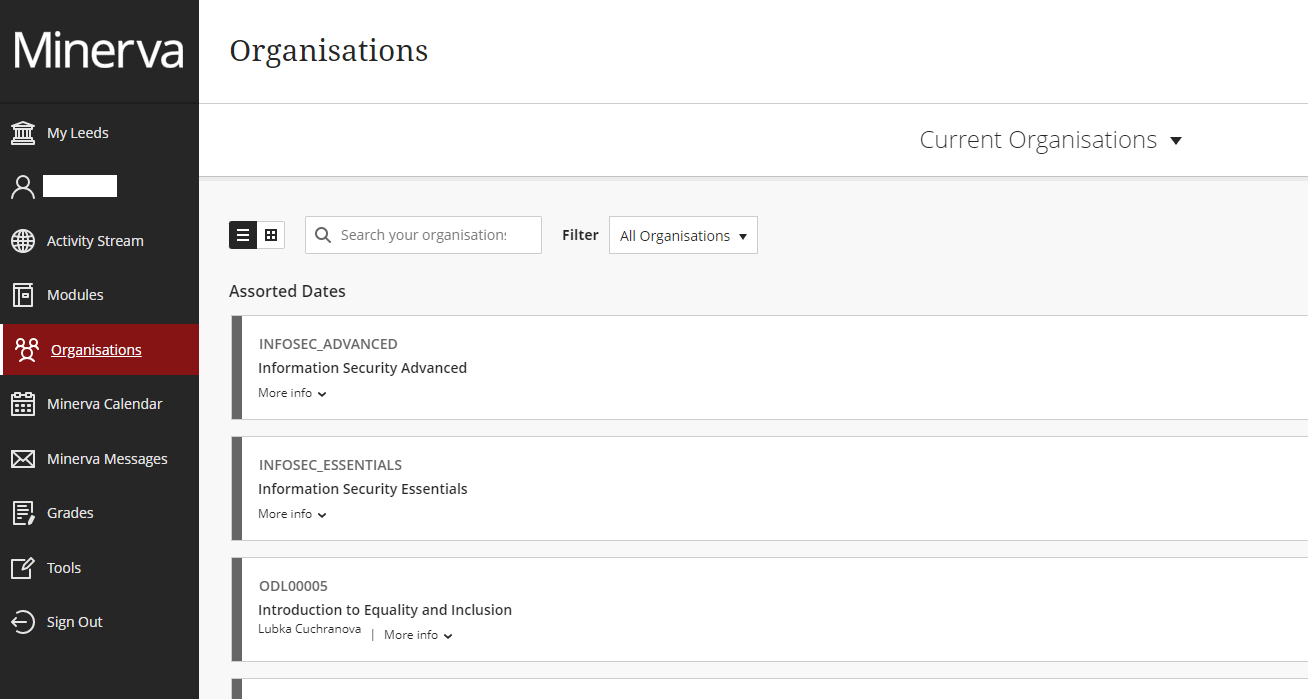 Minerva
My Leeds
Activity Stream
Modules
Organisations
Minerva Calendar
Minerva Messages
Grades
Tools
Sign Out
Organisations
Current Organisations
Search your organisations
Filter
All Organisations
Assorted Dates
INFOSEC_ADVANCED
Information Security Advanced
More info
INFOSEC_ESSENTIALS
Information Security Essentials
More info
ODL00005
Introduction to Equality and Inclusion
Lubka Cuchranova | More info